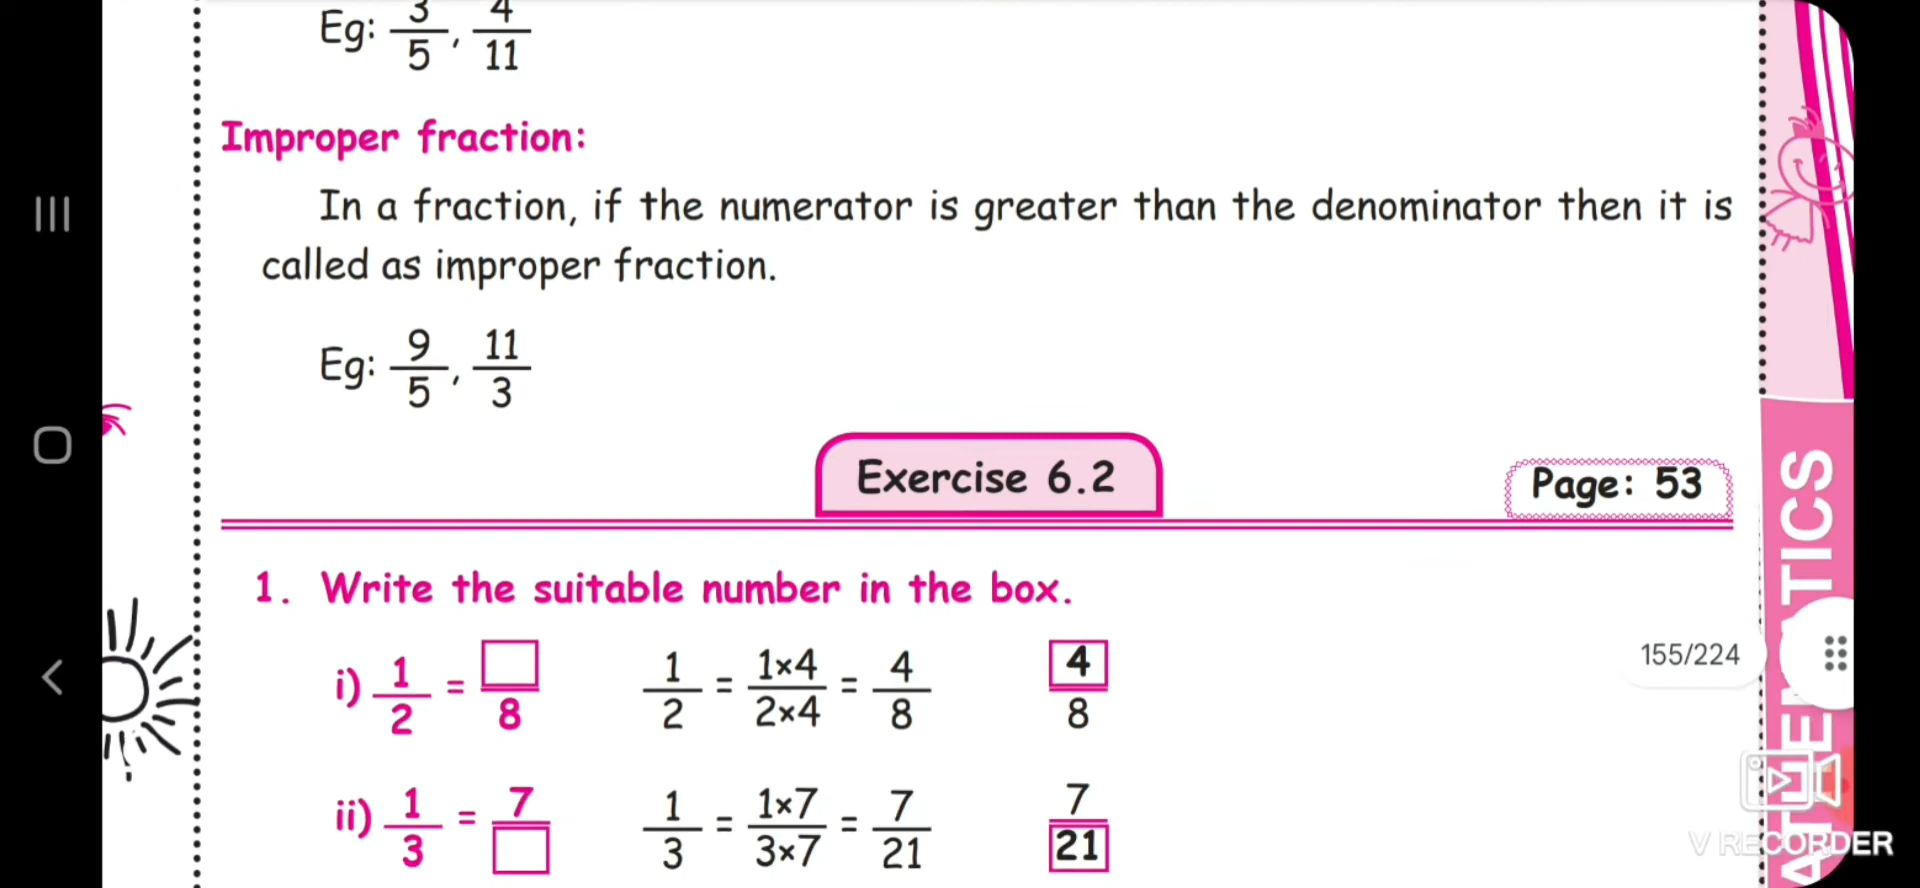 Eg: 3/5, 4/11
Improper fraction:
In a fraction, if the numerator is greater than the denominator then it is
called as improper fraction.
Eg: 9/5, 11/3
Exercise 6.2
Page: 53
1. Write the suitable number in the box.
i) 1/2 = □/8 1/2 = 1×4/2×4 = 4/8 4/8
155/224
ii) 1/3 = 7/□ 1/3 = 1×7/3×7 = 7/21 7/21
V RECORDER